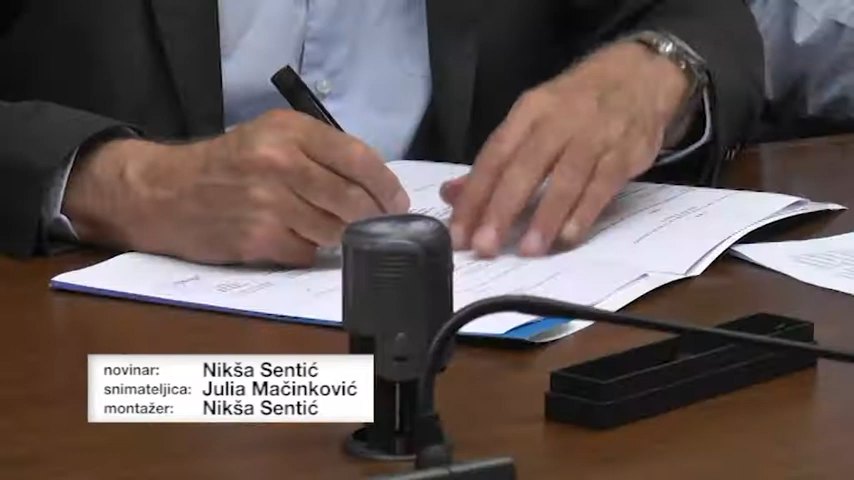 novinar: Nikša Sentić
snimateljica: Julia Mačinković
montažer: Nikša Sentić